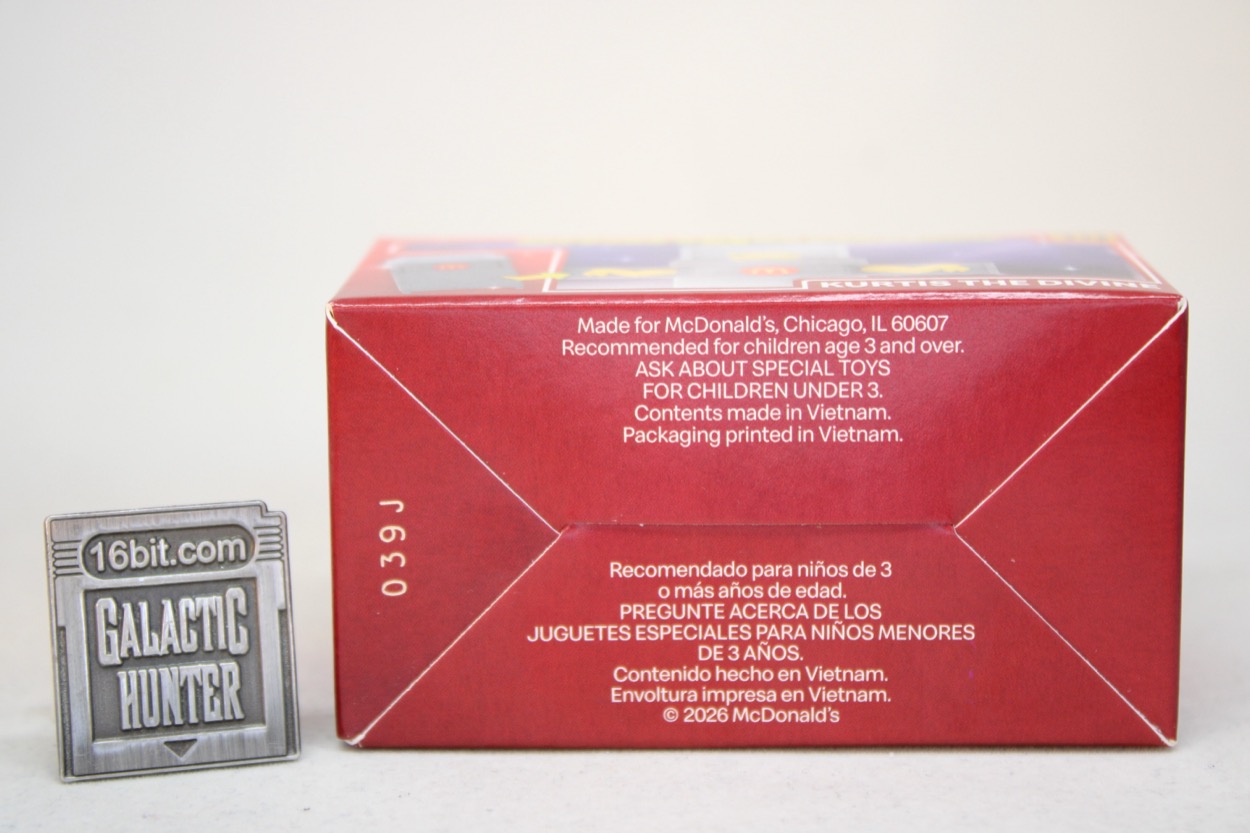 KURTIS THE DIVINE
Made for McDonald's, Chicago, IL 60607
Recommended for children age 3 and over.
ASK ABOUT SPECIAL TOYS
FOR CHILDREN UNDER 3.
Contents made in Vietnam.
Packaging printed in Vietnam.
039J
Recomendado para niños de 3
o más años de edad.
PREGUNTE ACERCA DE LOS
JUGUETES ESPECIALES PARA NIÑOS MENORES
DE 3 AÑOS.
Contenido hecho en Vietnam.
Envoltura impresa en Vietnam.
© 2026 McDonald's
16bit.com
GALACTIC
HUNTER